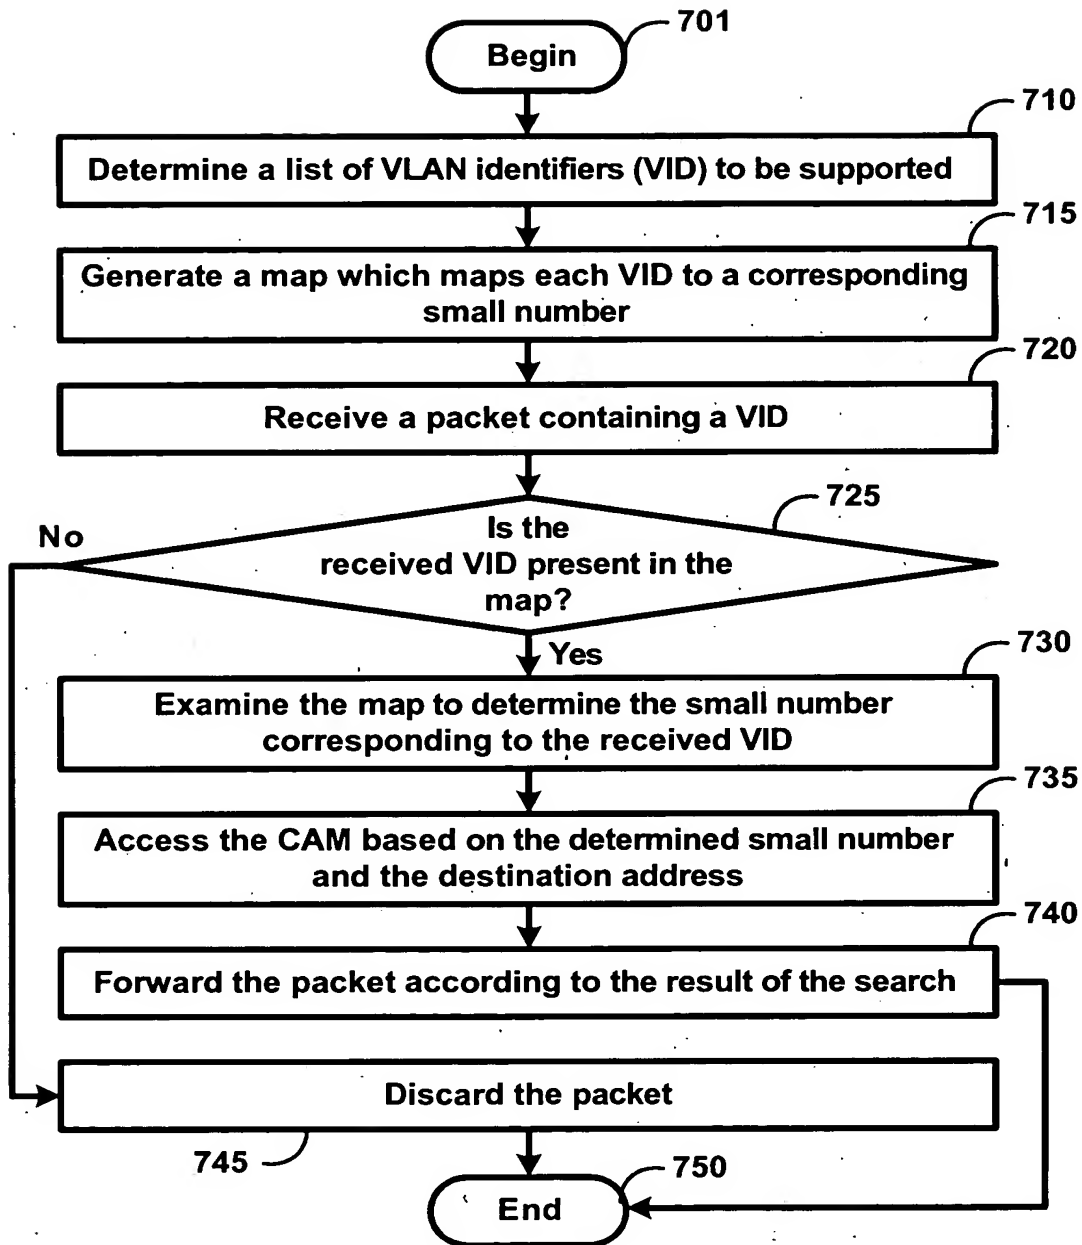 Begin
701
710
Determine a list of VLAN identifiers (VID) to be supported
715
Generate a map which maps each VID to a corresponding
small number
720
Receive a packet containing a VID
725
No
Is the
received VID present in the
map?
Yes
730
Examine the map to determine the small number
corresponding to the received VID
735
Access the CAM based on the determined small number
and the destination address
740
Forward the packet according to the result of the search
Discard the packet
745
750
End